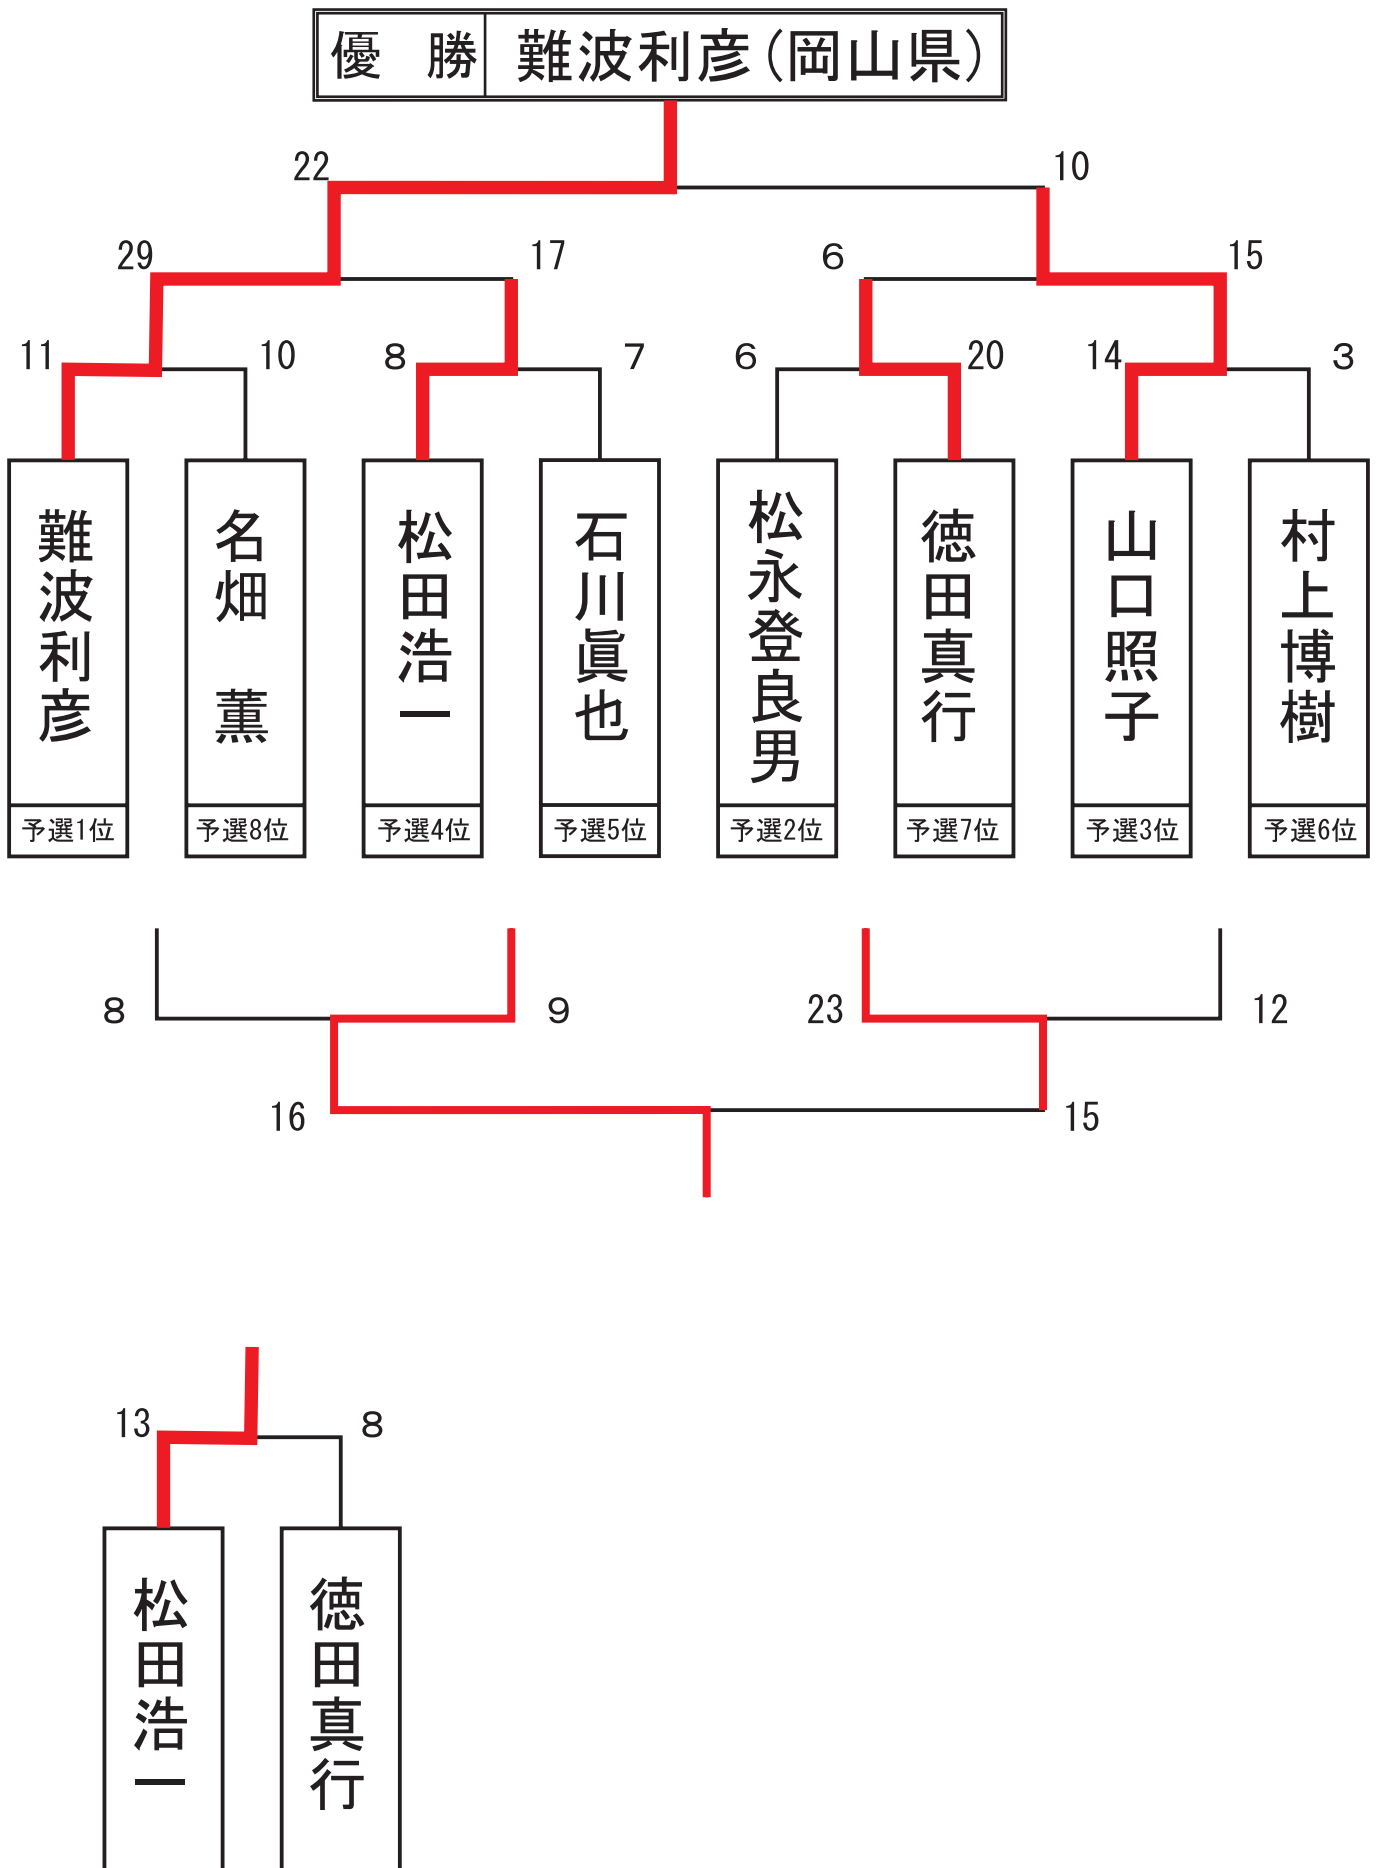 優　勝 難波利彦（岡山県）
22 10
29 17 6 15
11 10 8 7 6 20 14 3
難波利彦
予選1位
名畑　薫
予選8位
松田浩一
予選4位
石川眞也
予選5位
松永登良男
予選2位
徳田真行
予選7位
山口照子
予選3位
村上博樹
予選6位
8 9 23 12
16 15
13 8
松田浩一
徳田真行